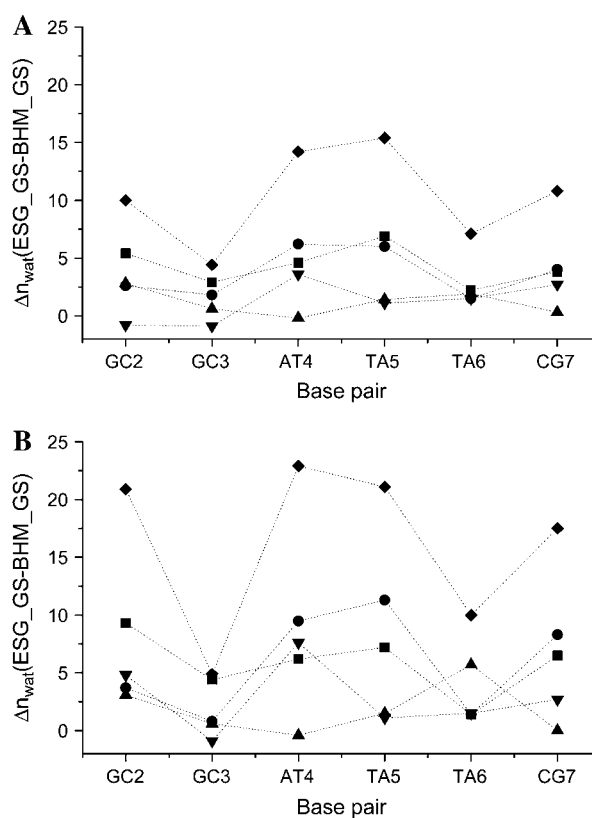 A
25
20
15
10
5
0
Δn_wat(ESG_GS-BHM_GS)
GC2 GC3 AT4 TA5 TA6 CG7
Base pair
B
25
20
15
10
5
0
Δn_wat(ESG_GS-BHM_GS)
GC2 GC3 AT4 TA5 TA6 CG7
Base pair